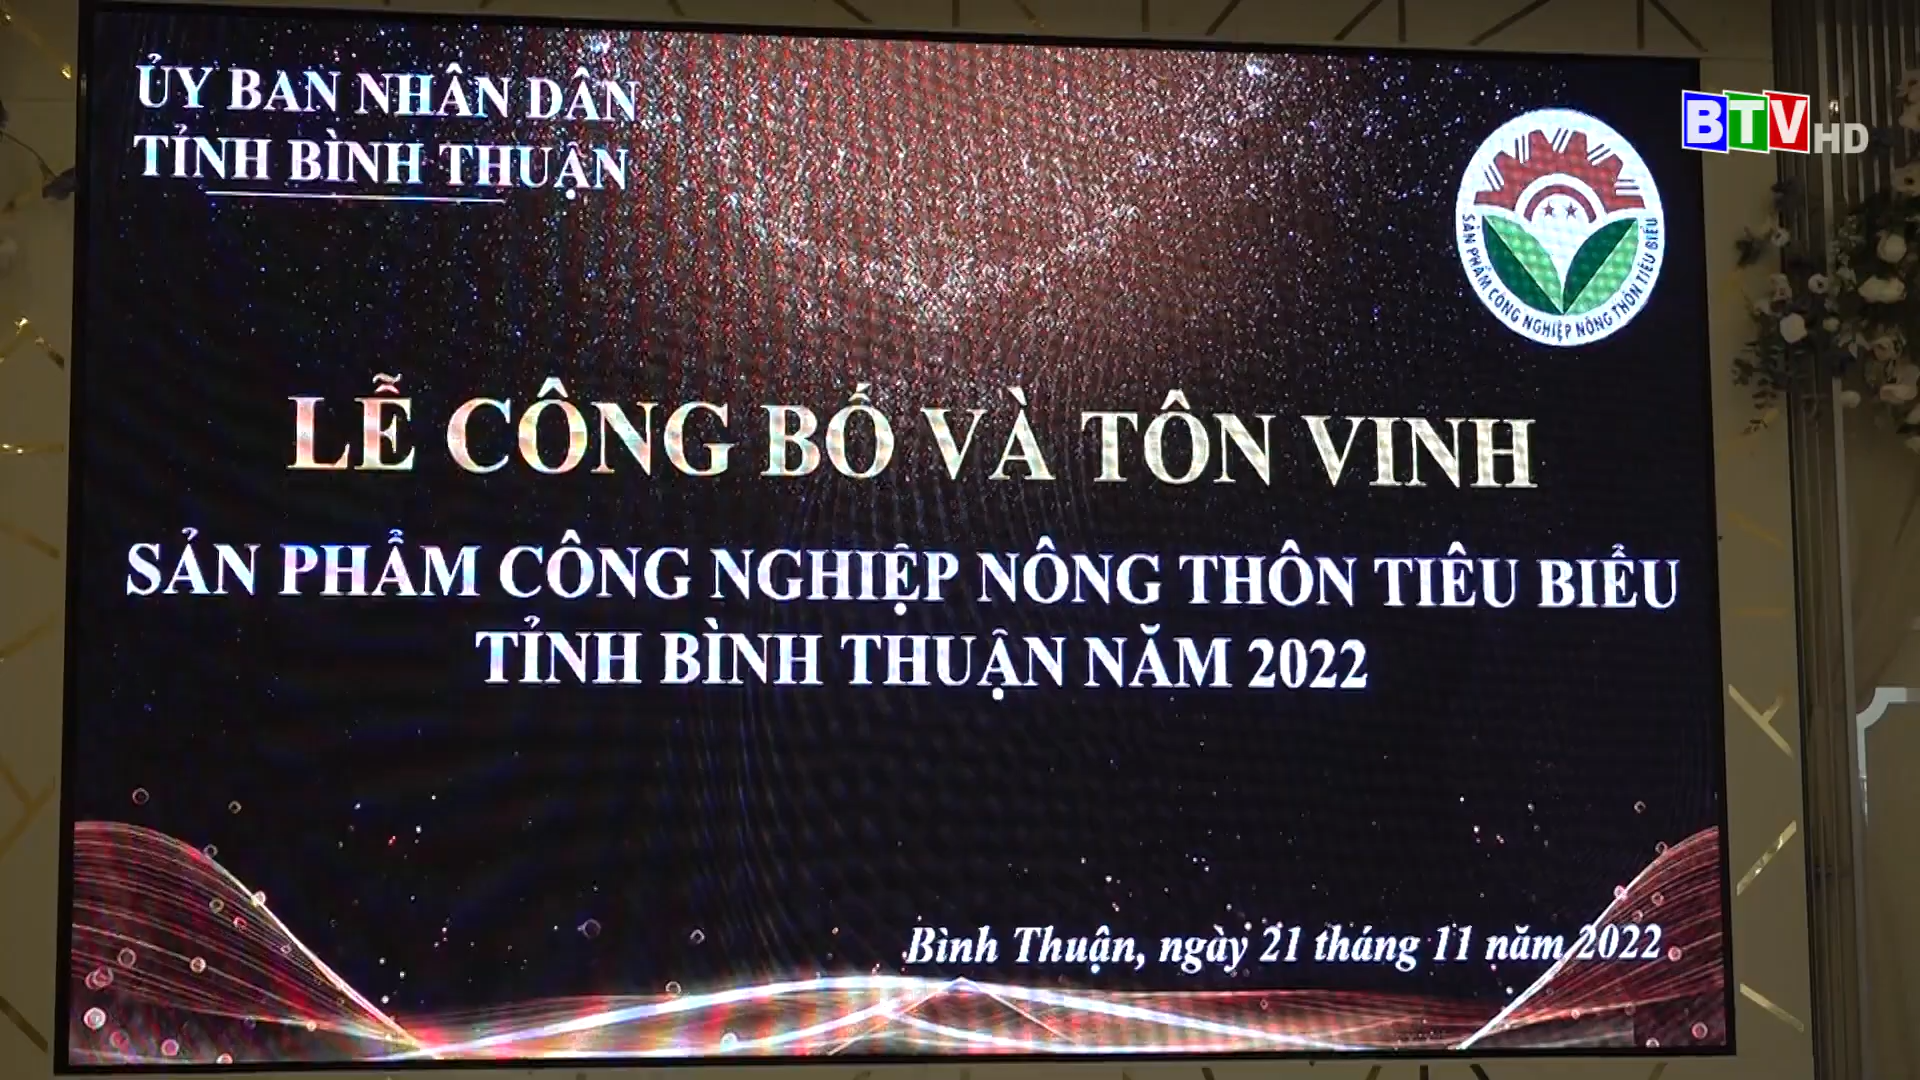 ỦY BAN NHÂN DÂN
TỈNH BÌNH THUẬN
BTV HD
SẢN PHẨM CÔNG NGHIỆP NÔNG THÔN TIÊU BIỂU
LỄ CÔNG BỐ VÀ TÔN VINH
SẢN PHẨM CÔNG NGHIỆP NÔNG THÔN TIÊU BIỂU
TỈNH BÌNH THUẬN NĂM 2022
Bình Thuận, ngày 21 tháng 11 năm 2022